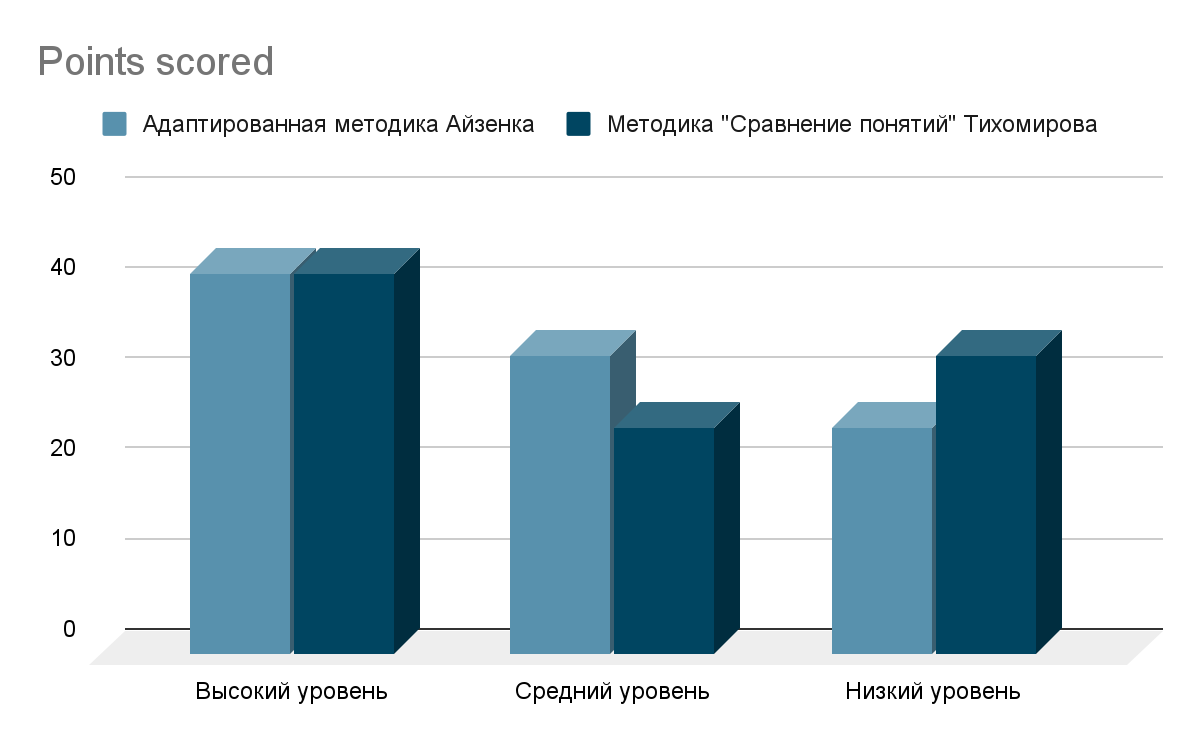 Points scored
Адаптированная методика Айзенка
Методика "Сравнение понятий" Тихомирова
50
40
30
20
10
0
Высокий уровень
Средний уровень
Низкий уровень